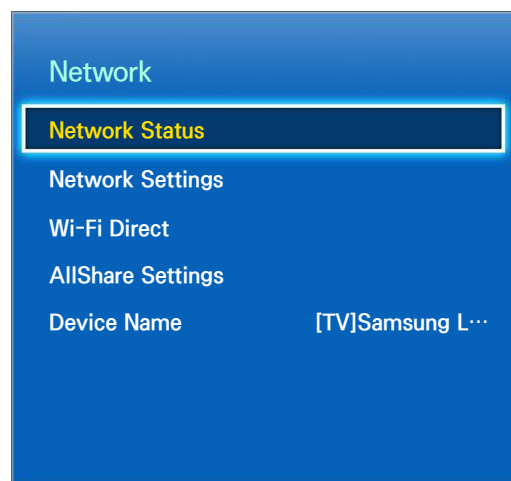 Network
Network Status
Network Settings
Wi-Fi Direct
AllShare Settings
Device Name [TV]Samsung L···